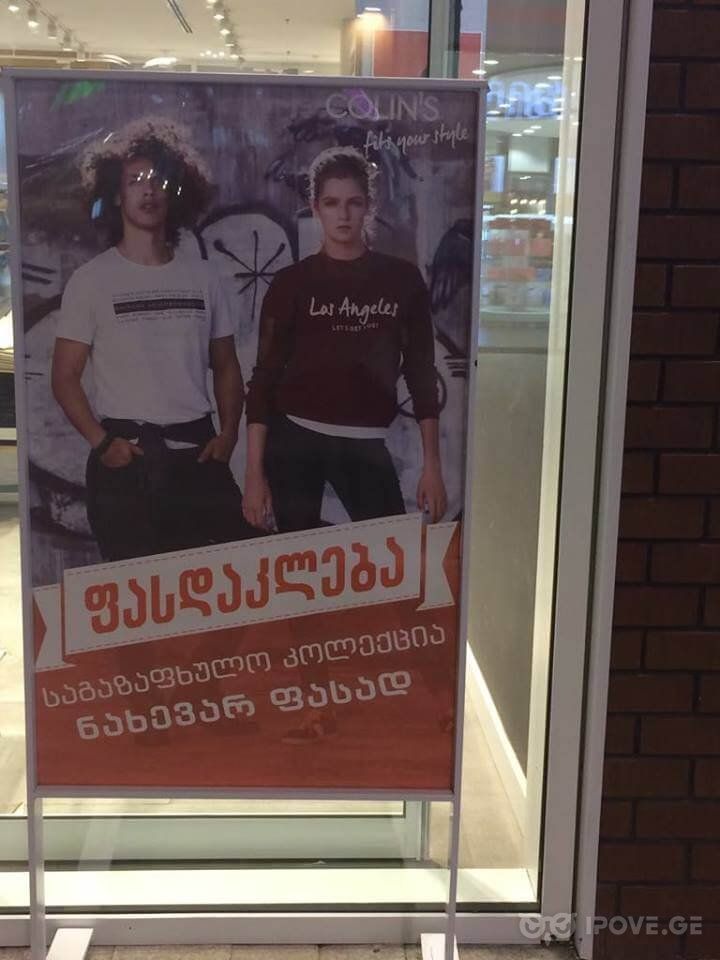 COLIN'S
fits your style
Los Angeles
ფასდაკლება
საგაზაფხულო კოლექცია
ნახევარ ფასად
IPOVE.GE